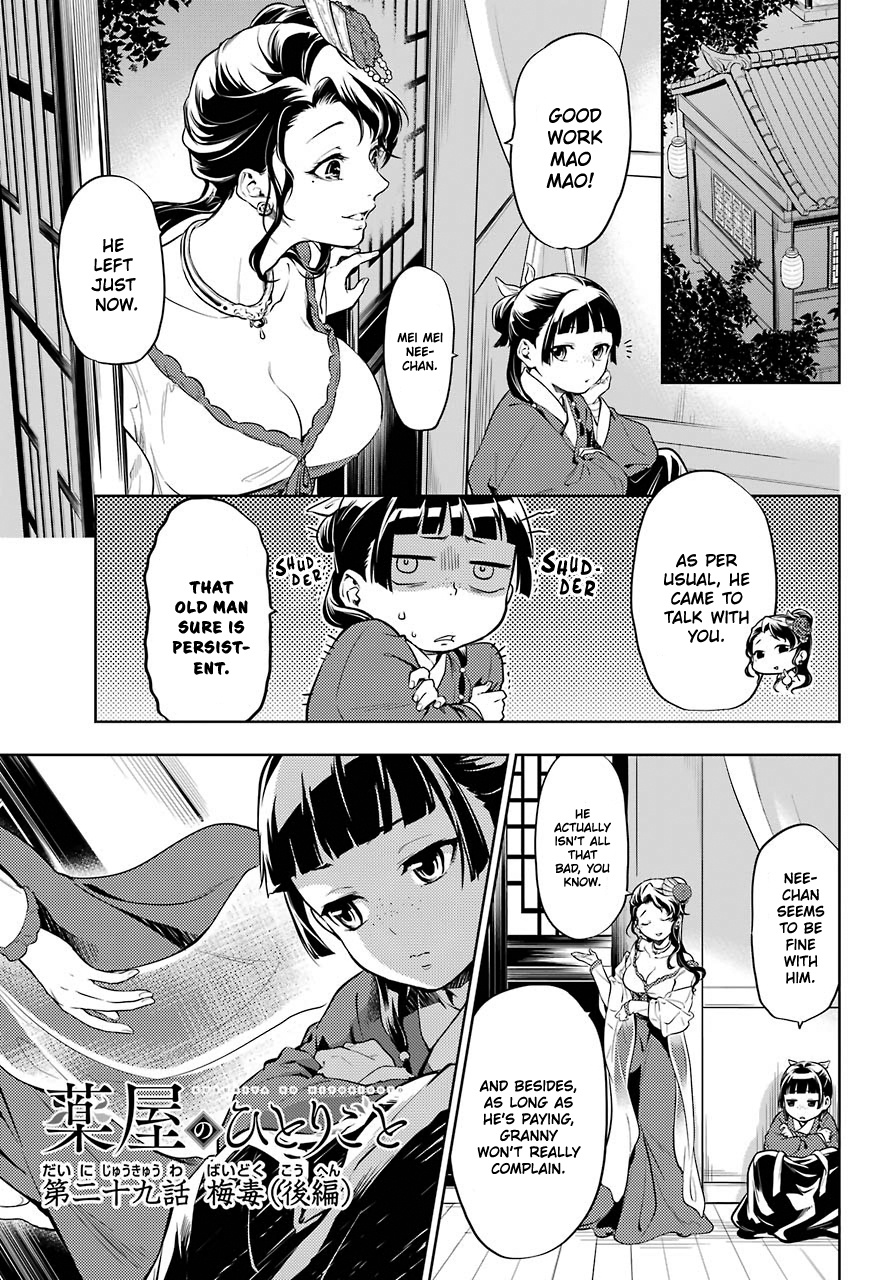 GOOD
WORK
MAO
MAO!
MEI MEI
NEE-
CHAN.
HE
LEFT
JUST
NOW.
AS PER
USUAL, HE
CAME TO
TALK WITH
YOU.
SHUD-
DER
SHUD-
DER
THAT
OLD MAN
SURE IS
PERSIST-
ENT.
NEE-
CHAN
SEEMS
TO BE
FINE
WITH
HIM.
HE
ACTUALLY
ISN'T ALL
THAT
BAD, YOU
KNOW.
AND BESIDES,
AS LONG AS
HE'S PAYING,
GRANNY
WON'T REALLY
COMPLAIN.
KUSURIYA NO HITORIGOTO
薬屋のひとりごと
だい に じゅうきゅう わ ばいどく こう へん
第二十九話 梅毒(後編)